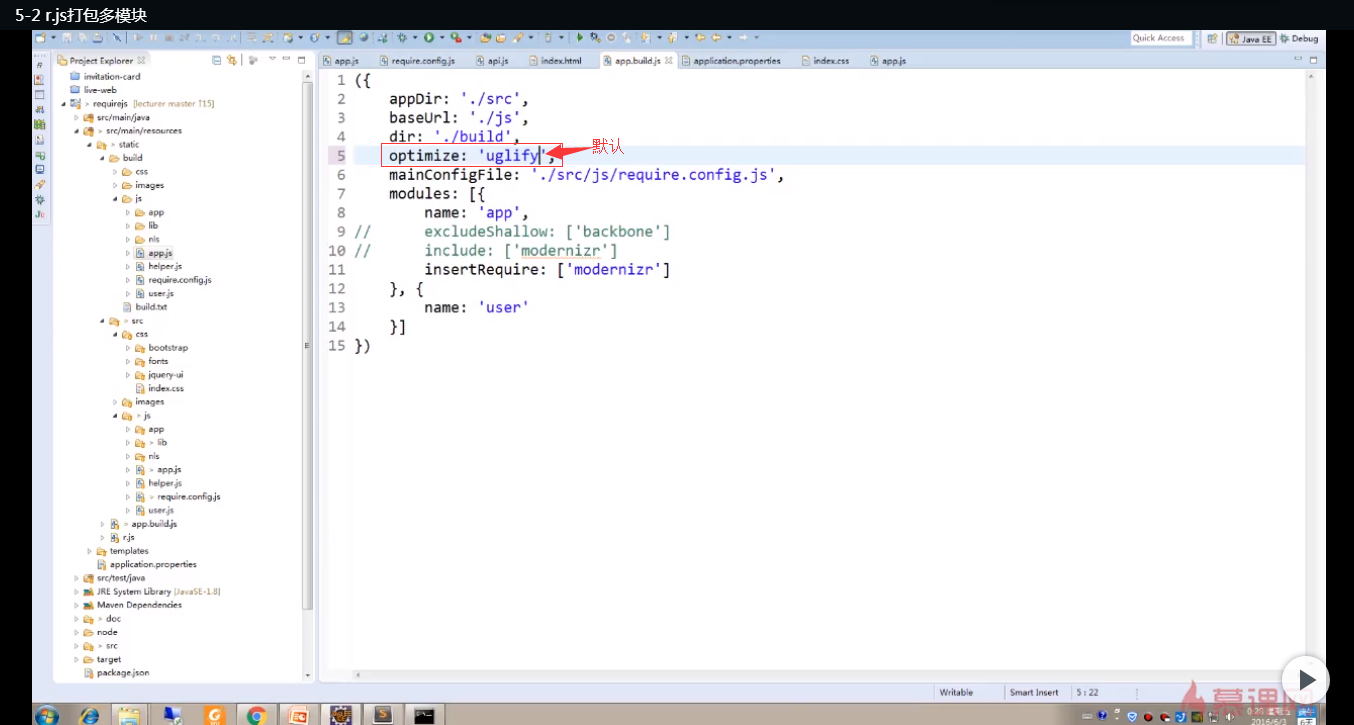 5-2 r.js打包多模块
Quick Access
Java EE
Debug
Project Explorer
app.js
require.config.js
api.js
index.html
app.build.js
application.properties
index.css
app.js
invitation-card
live-web
> requirejs [lecturer master ↑15]
src/main/java
> src/main/resources
> static
build
css
images
js
app
lib
nls
app.js
helper.js
require.config.js
user.js
build.txt
> src
css
bootstrap
fonts
jquery-ui
index.css
images
> js
app
> lib
nls
> app.js
helper.js
> require.config.js
user.js
> app.build.js
r.js
templates
application.properties
src/test/java
JRE System Library [JavaSE-1.8]
Maven Dependencies
> doc
node
> src
target
package.json
1 ({
2 appDir: './src',
3 baseUrl: './js',
4 dir: './build',
5 optimize: 'uglify',
默认
6 mainConfigFile: './src/js/require.config.js',
7 modules: [{
8 name: 'app',
9 // excludeShallow: ['backbone']
10 // include: ['modernizr']
11 insertRequire: ['modernizr']
12 }, {
13 name: 'user'
14 }]
15 })
Writable
Smart Insert
5 : 22
慕课网
2016/6/3